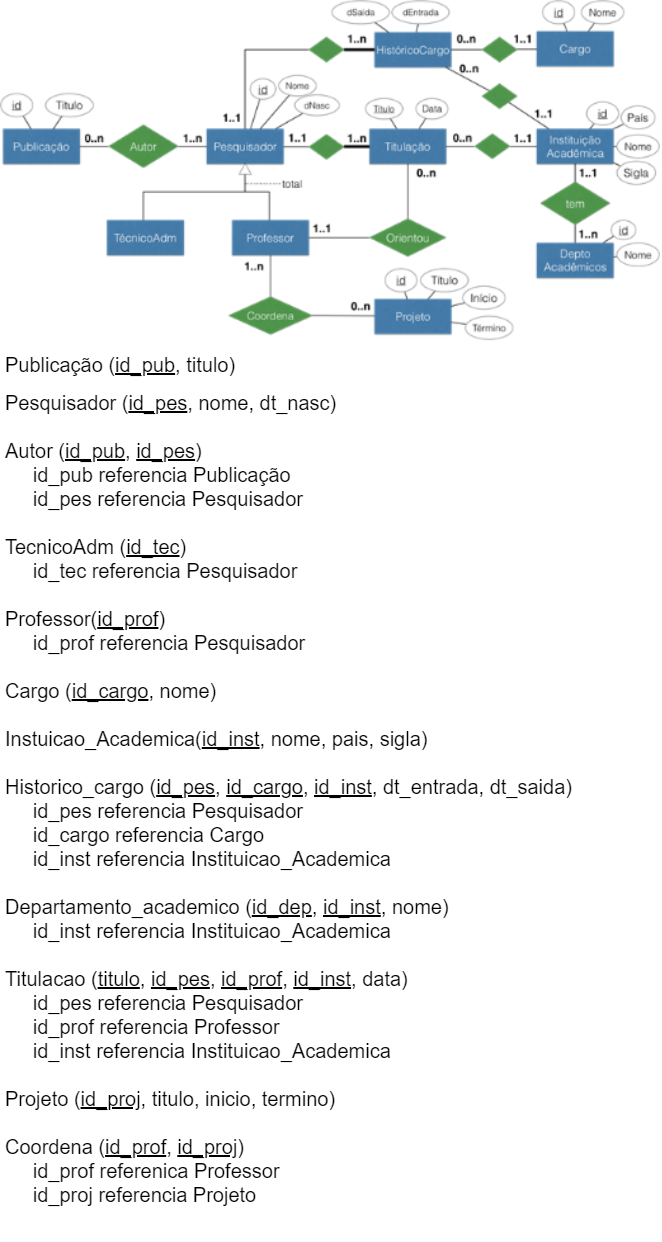 dSaída
dEntrada
id
Nome
1..n
0..n
1..1
HistóricoCargo
Cargo
0..n
id
Nome
dNasc
id
Título
Título
Data
id
País
1..1
1..1
0..n
1..n
1..1
1..n
0..n
1..1
Publicação
Autor
Pesquisador
Titulação
Instituição
Acadêmica
Nome
Sigla
total
0..n
1..1
tem
TécnicoAdm
Professor
1..1
Orientou
1..n
id
Nome
Depto
Acadêmicos
1..n
id
Título
Início
Coordena
0..n
Projeto
Término
Publicação (id_pub, titulo)
Pesquisador (id_pes, nome, dt_nasc)
Autor (id_pub, id_pes)
id_pub referencia Publicação
id_pes referencia Pesquisador
TecnicoAdm (id_tec)
id_tec referencia Pesquisador
Professor(id_prof)
id_prof referencia Pesquisador
Cargo (id_cargo, nome)
Instuicao_Academica(id_inst, nome, pais, sigla)
Historico_cargo (id_pes, id_cargo, id_inst, dt_entrada, dt_saida)
id_pes referencia Pesquisador
id_cargo referencia Cargo
id_inst referencia Instituicao_Academica
Departamento_academico (id_dep, id_inst, nome)
id_inst referencia Instituicao_Academica
Titulacao (titulo, id_pes, id_prof, id_inst, data)
id_pes referencia Pesquisador
id_prof referencia Professor
id_inst referencia Instituicao_Academica
Projeto (id_proj, titulo, inicio, termino)
Coordena (id_prof, id_proj)
id_prof referenica Professor
id_proj referencia Projeto